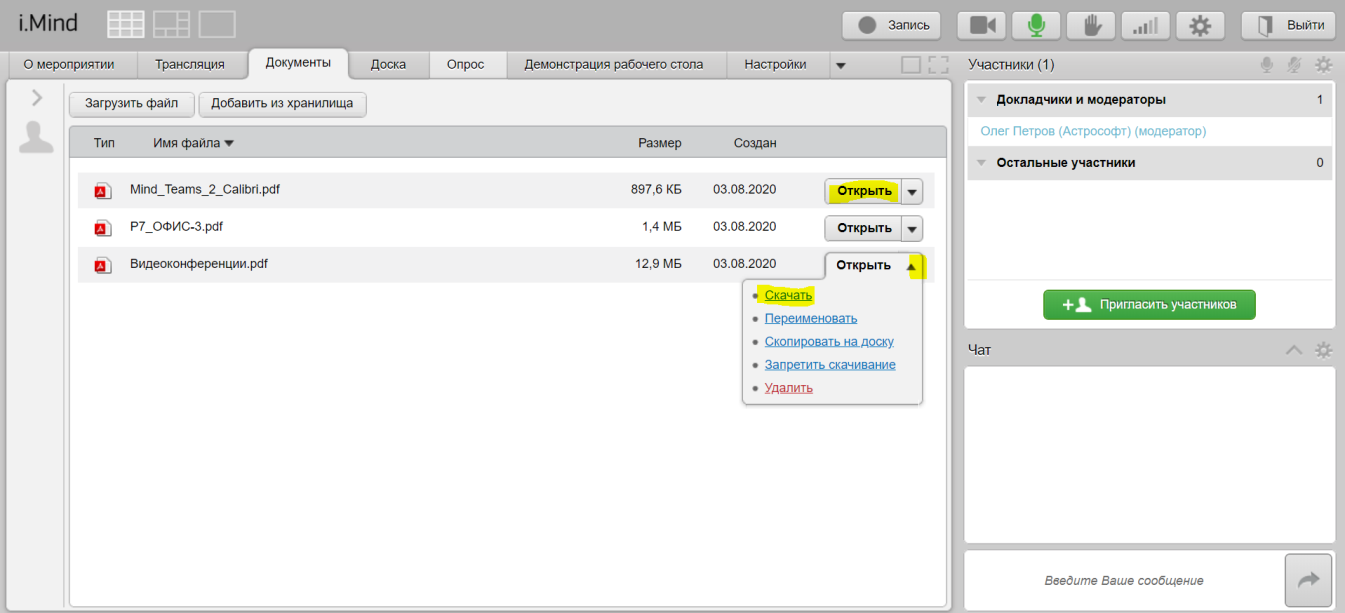 i.Mind
Запись
Выйти
О мероприятии Трансляция Документы Доска Опрос Демонстрация рабочего стола Настройки
Загрузить файл Добавить из хранилища
Тип Имя файла Размер Создан
Mind_Teams_2_Calibri.pdf 897,6 КБ 03.08.2020 Открыть
Р7_ОФИС-3.pdf 1,4 МБ 03.08.2020 Открыть
Видеоконференции.pdf 12,9 МБ 03.08.2020 Открыть
Скачать
Переименовать
Скопировать на доску
Запретить скачивание
Удалить
Участники (1)
Докладчики и модераторы 1
Олег Петров (Астрософт) (модератор)
Остальные участники 0
Пригласить участников
Чат
Введите Ваше сообщение